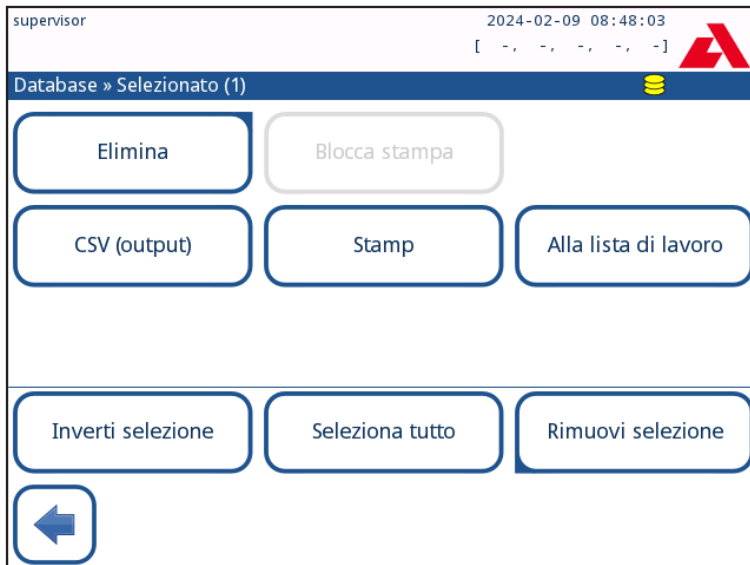 supervisor
2024-02-09 08:48:03
[ -, -, -, -, -]
Database » Selezionato (1)
Elimina
Blocca stampa
CSV (output)
Stamp
Alla lista di lavoro
Inverti selezione
Seleziona tutto
Rimuovi selezione